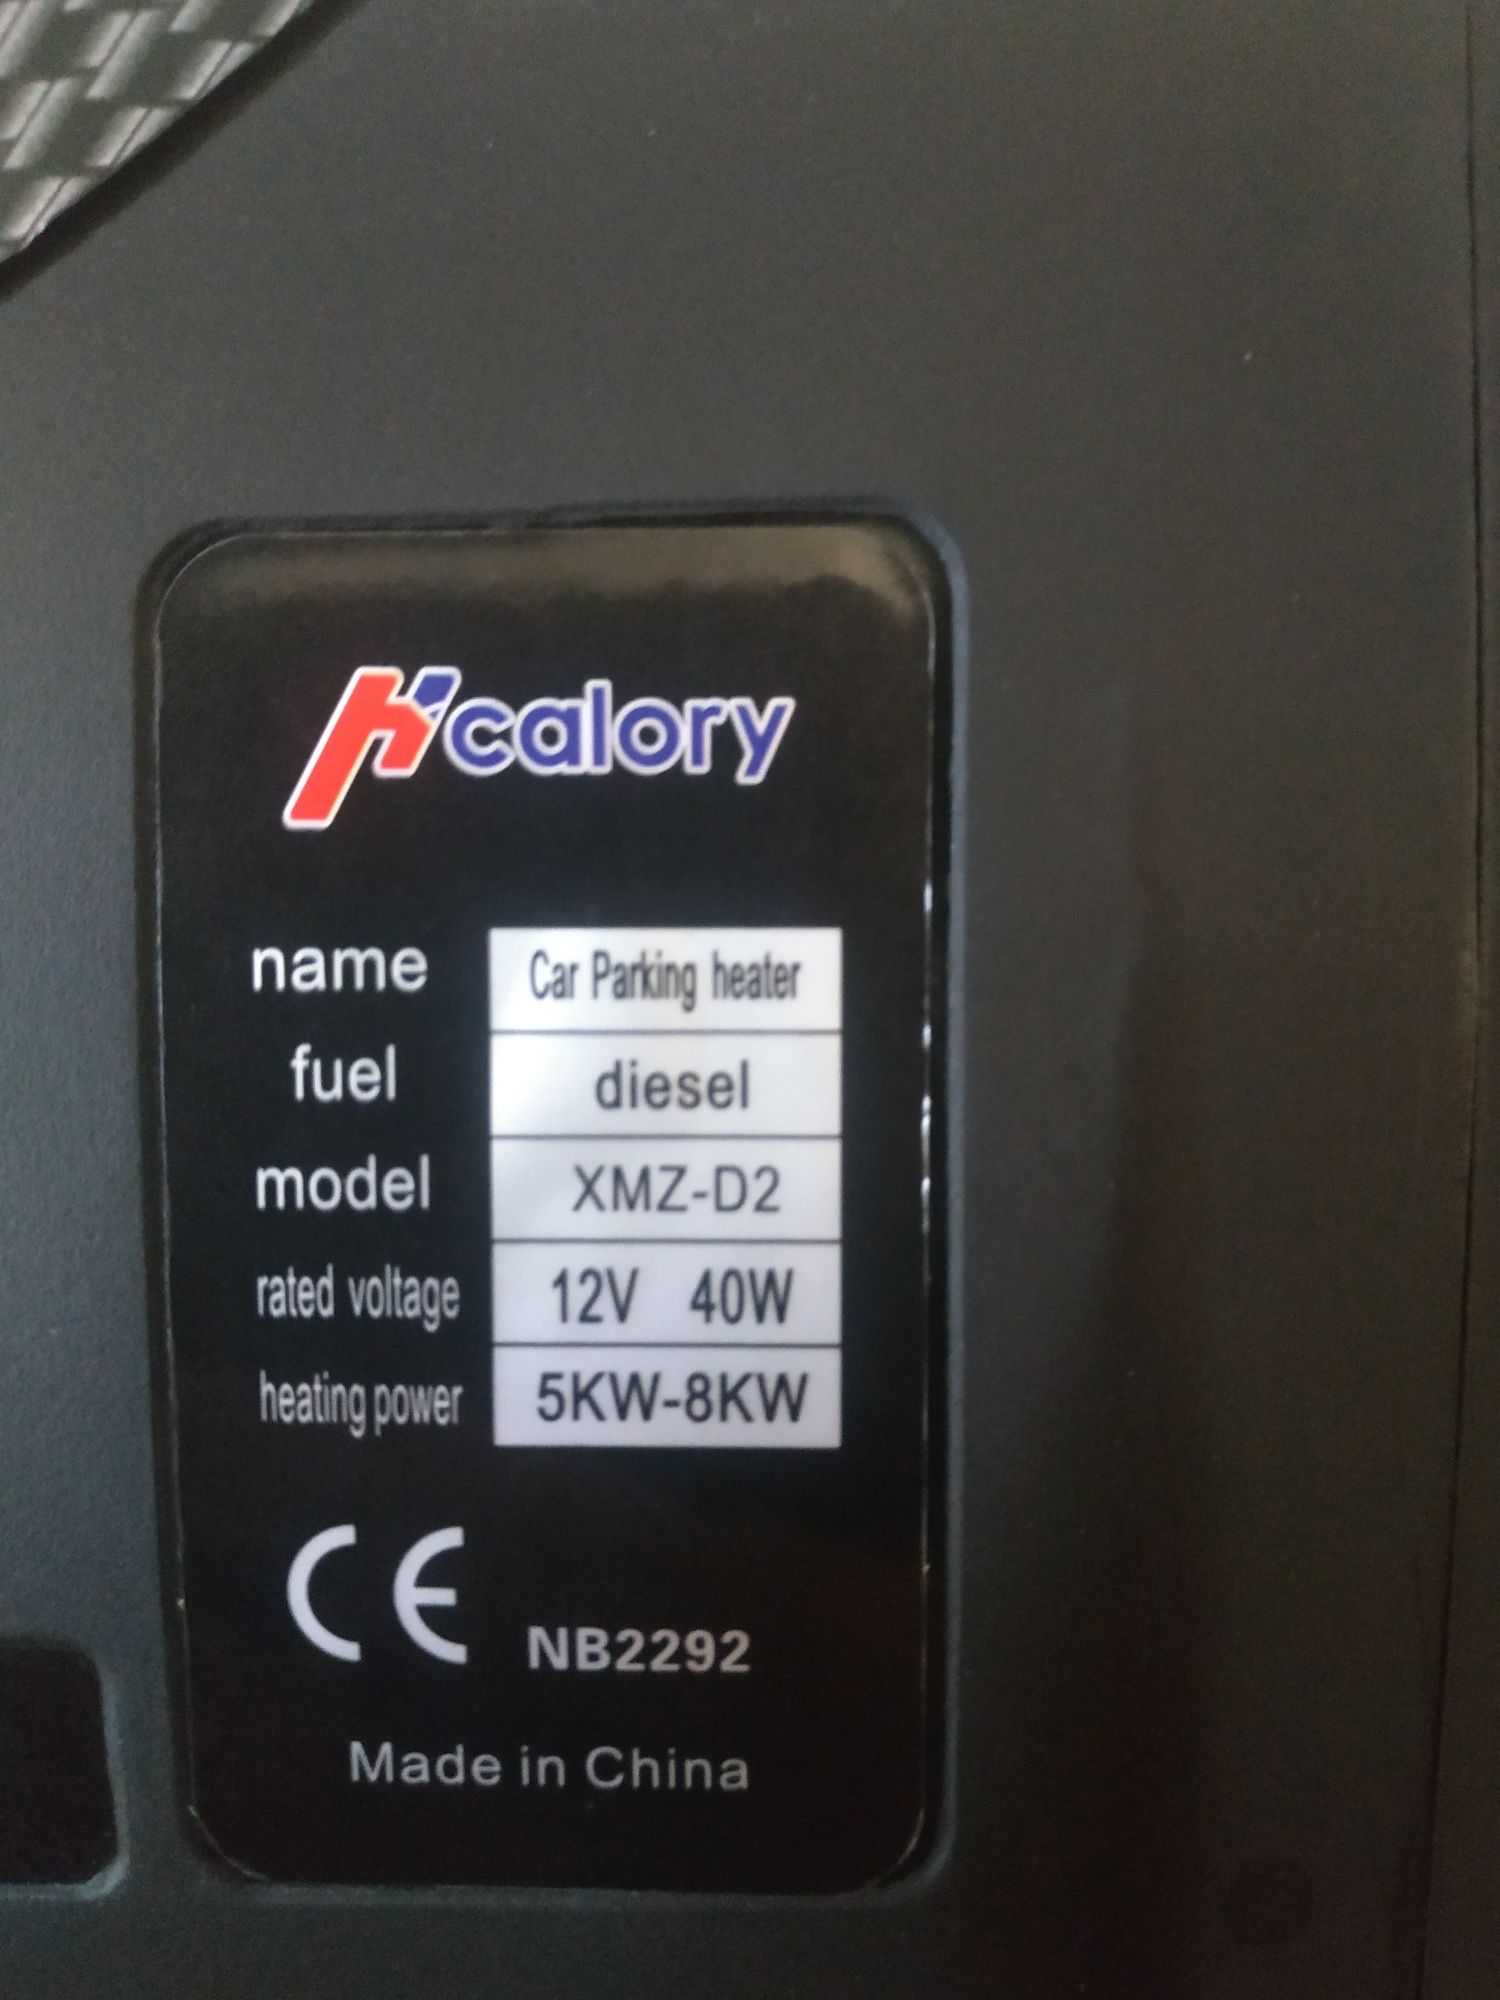 Hcalory
name Car Parking heater
fuel diesel
model XMZ-D2
rated voltage 12V 40W
heating power 5KW-8KW
CE NB2292
Made in China